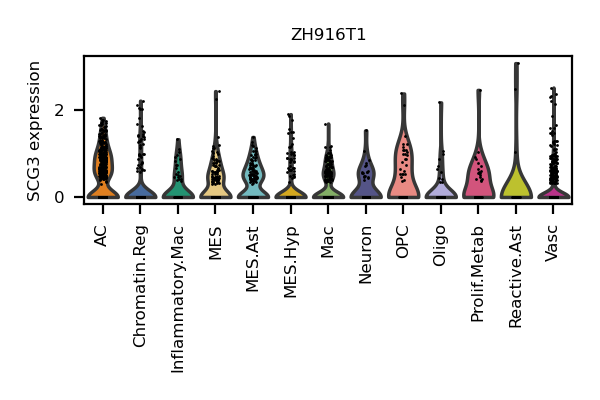 ZH916T1
SCG3 expression
2
0
AC
Chromatin.Reg
Inflammatory.Mac
MES
MES.Ast
MES.Hyp
Mac
Neuron
OPC
Oligo
Prolif.Metab
Reactive.Ast
Vasc